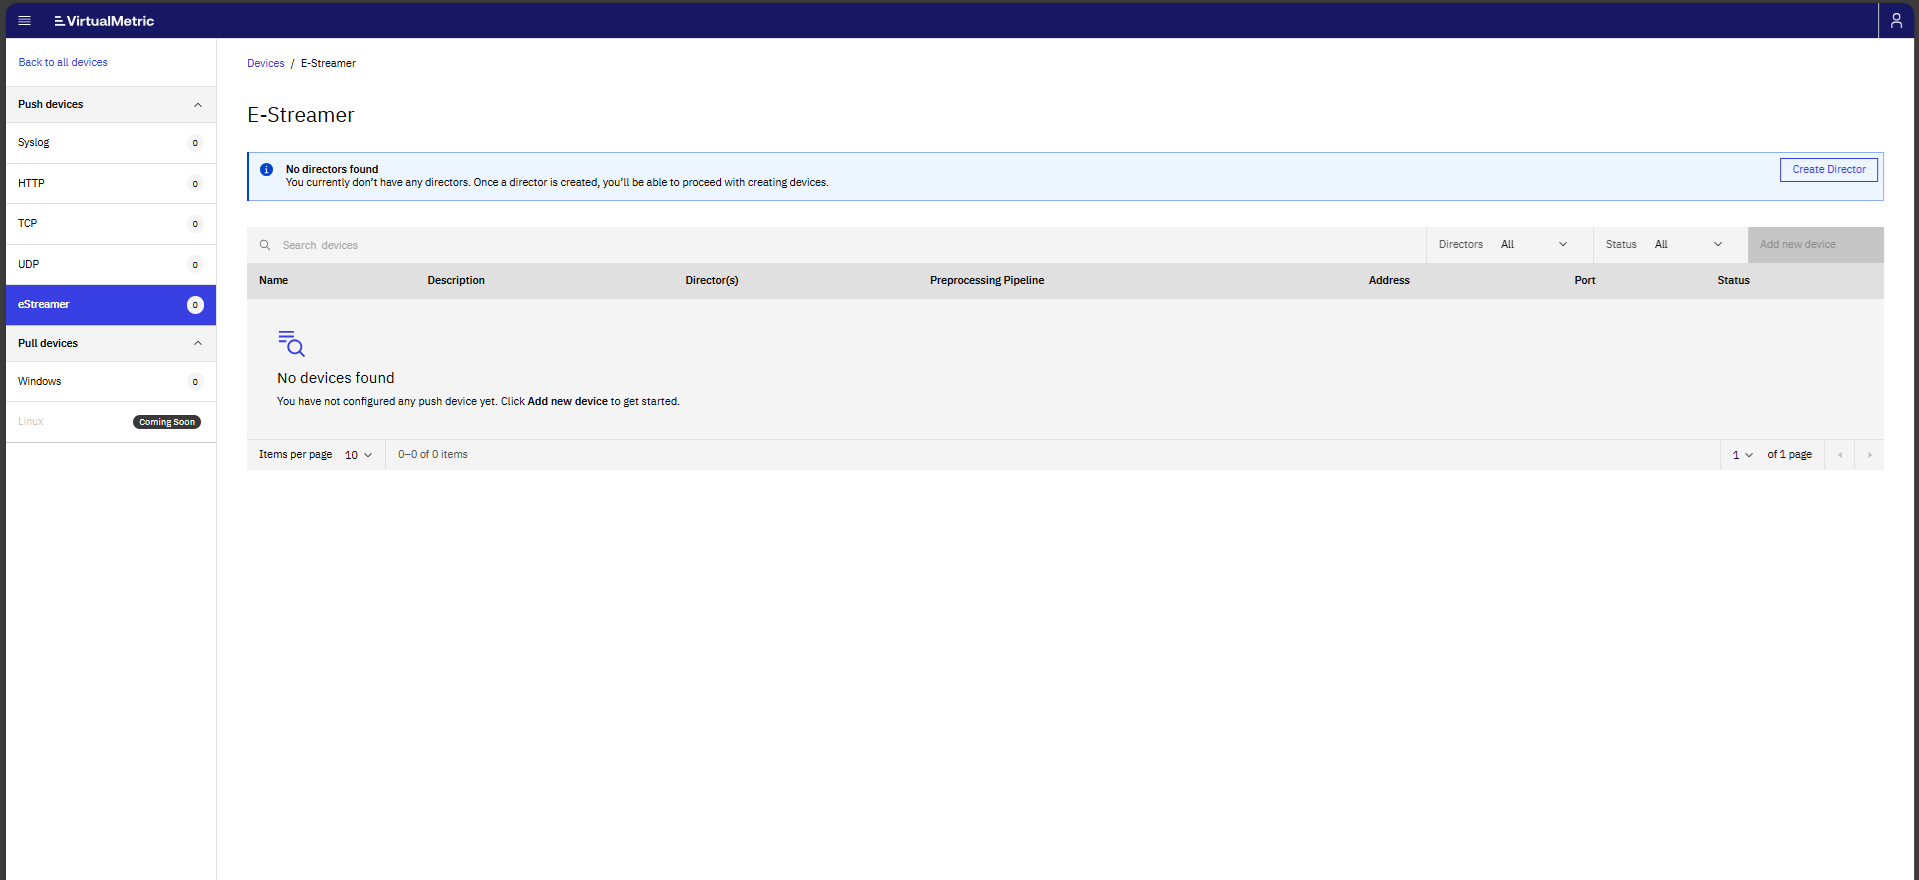 VirtualMetric
Back to all devices
Push devices
Syslog 0
HTTP 0
TCP 0
UDP 0
eStreamer 0
Pull devices
Windows 0
Linux Coming Soon
Devices / E-Streamer
E-Streamer
No directors found
You currently don’t have any directors. Once a director is created, you’ll be able to proceed with creating devices.
Create Director
Search devices
Directors All
Status All
Add new device
Name Description Director(s) Preprocessing Pipeline Address Port Status
No devices found
You have not configured any push device yet. Click Add new device to get started.
Items per page 10 0–0 of 0 items 1 of 1 page